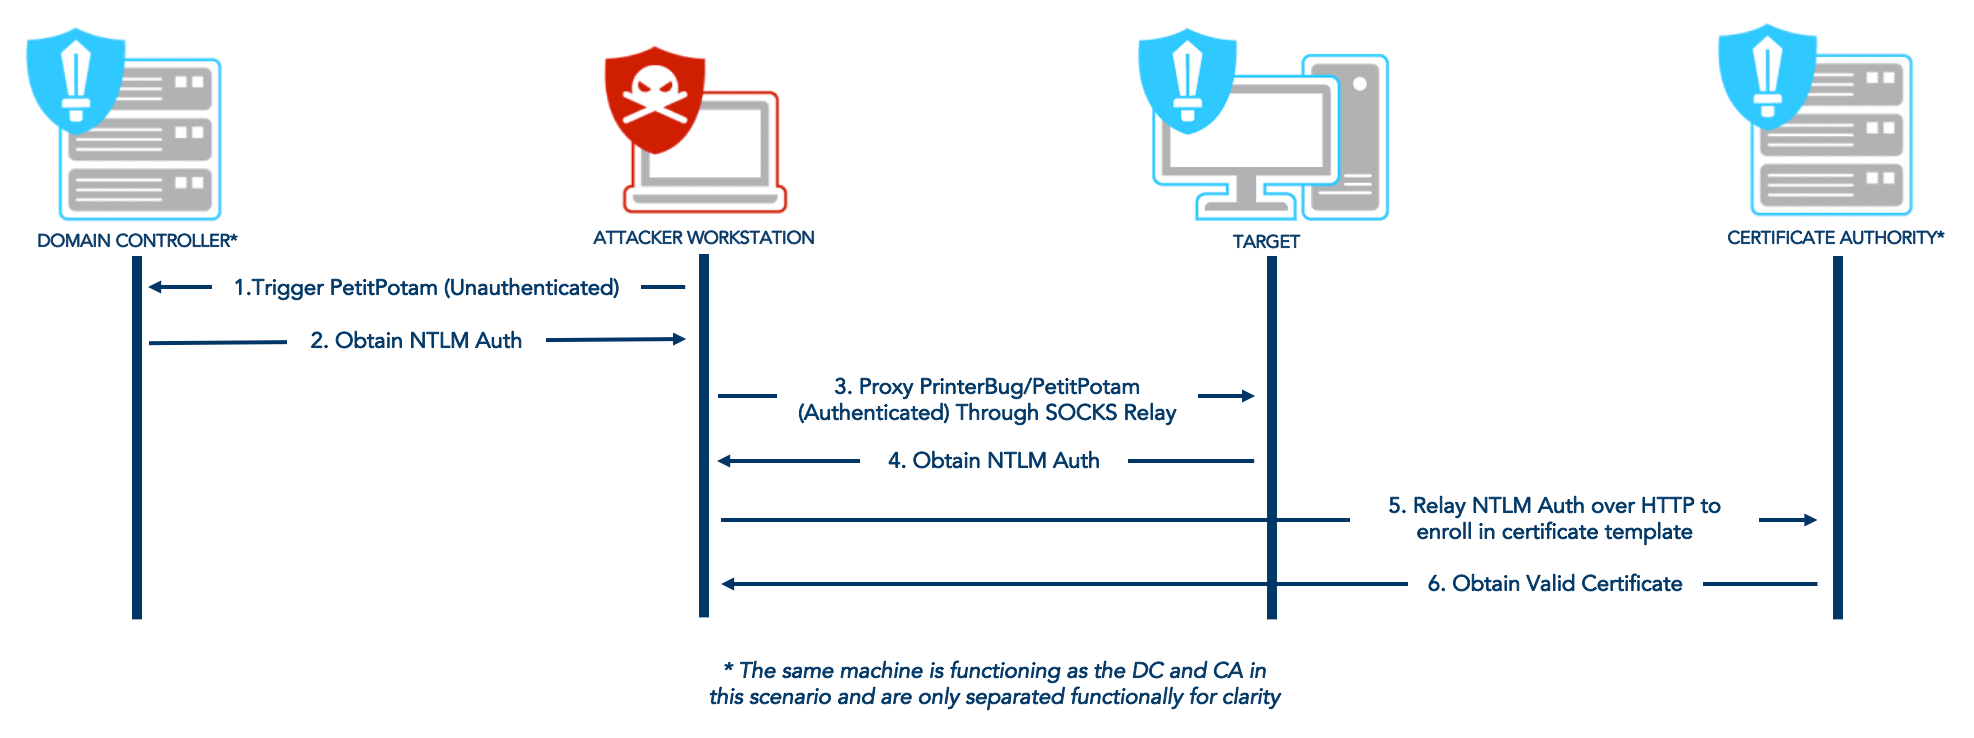 DOMAIN CONTROLLER*
ATTACKER WORKSTATION
TARGET
CERTIFICATE AUTHORITY*
1.Trigger PetitPotam (Unauthenticated)
2. Obtain NTLM Auth
3. Proxy PrinterBug/PetitPotam
(Authenticated) Through SOCKS Relay
4. Obtain NTLM Auth
5. Relay NTLM Auth over HTTP to
enroll in certificate template
6. Obtain Valid Certificate
* The same machine is functioning as the DC and CA in
this scenario and are only separated functionally for clarity